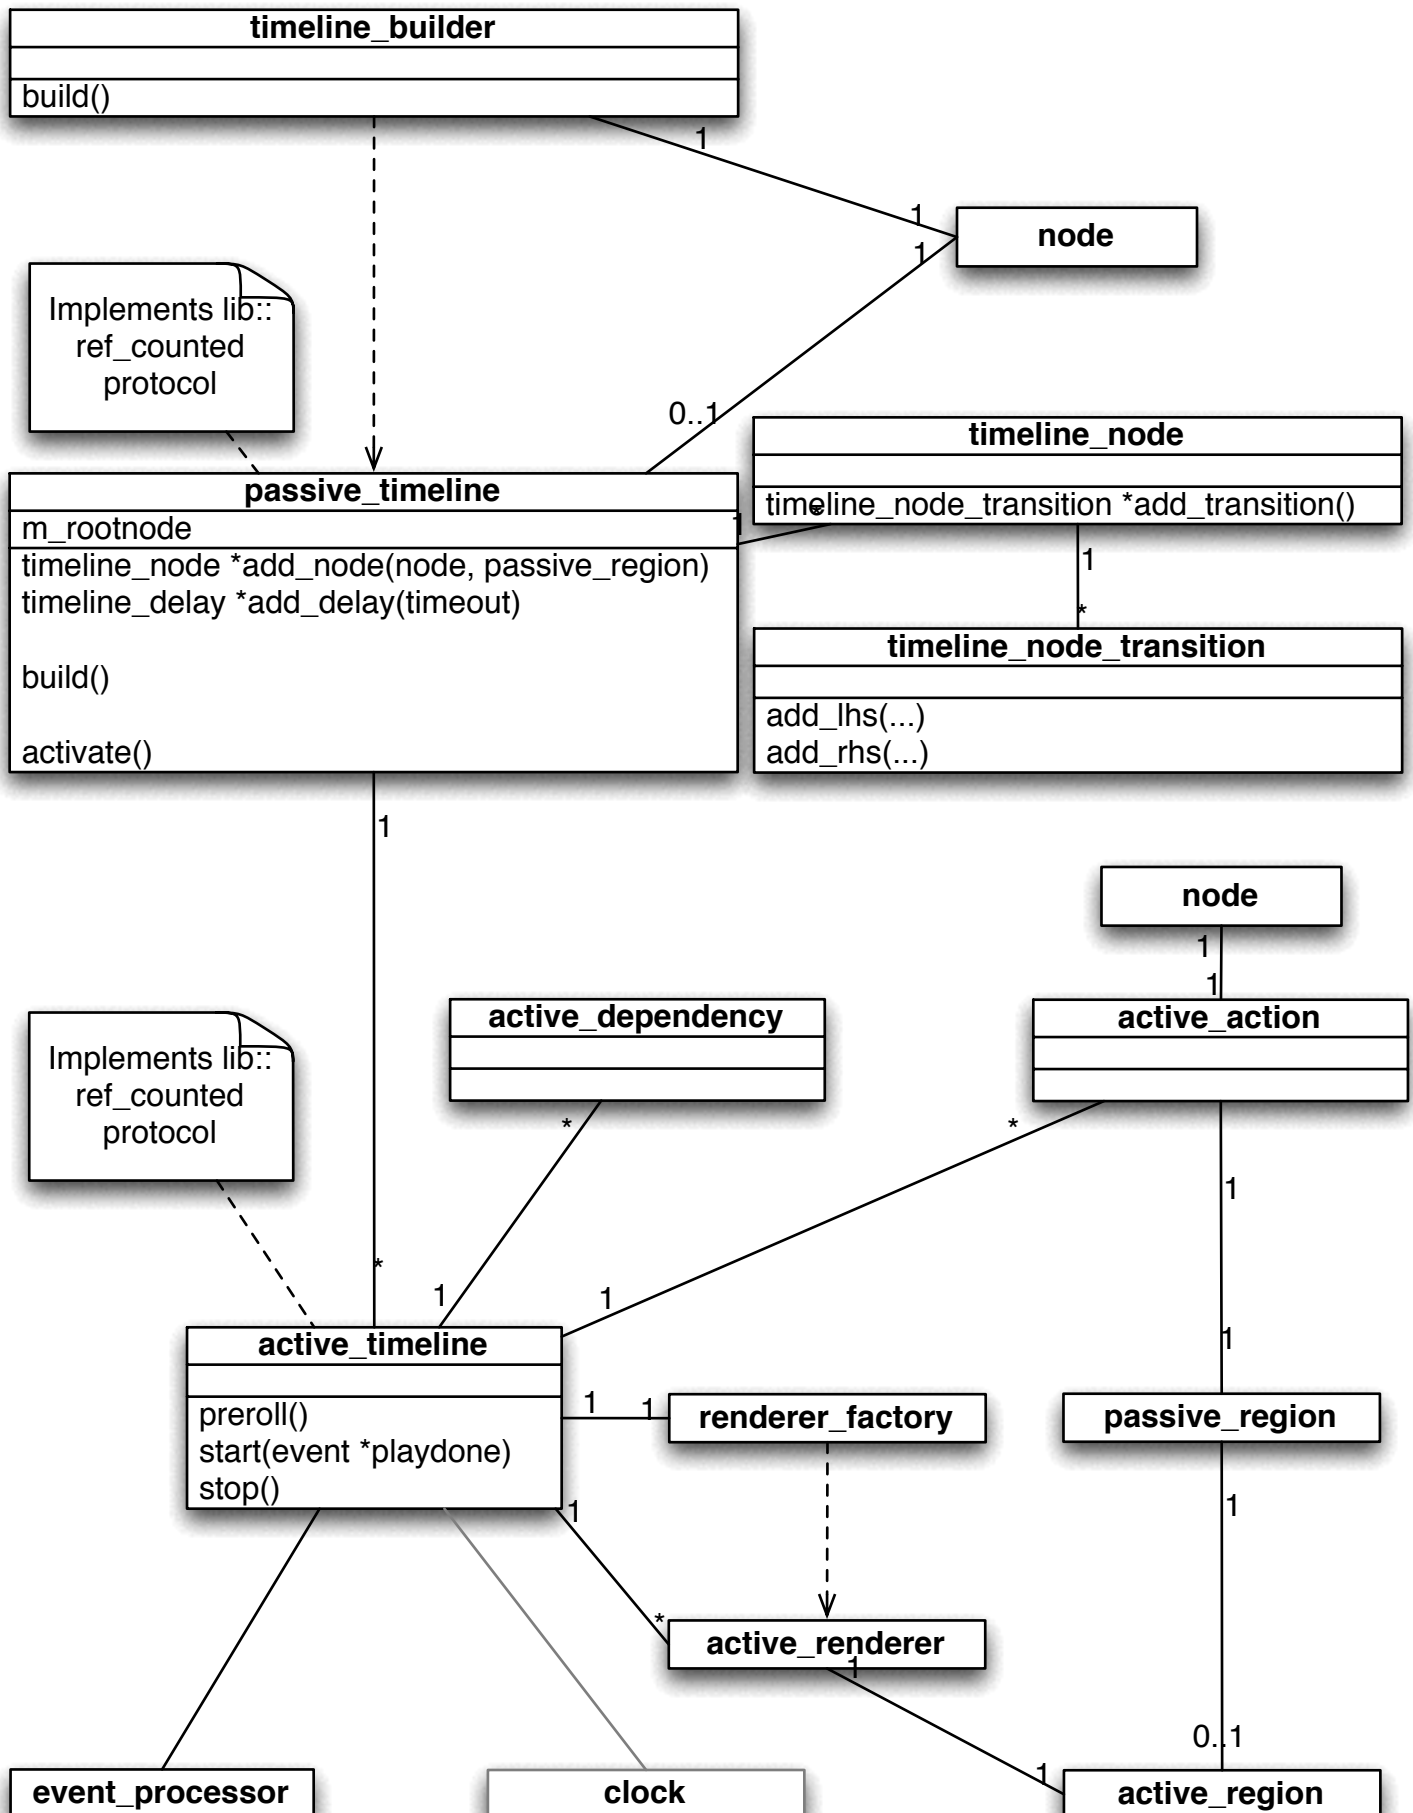 timeline_builder
build()
1
1
node
1
Implements lib::
ref_counted
protocol
0..1
timeline_node
timeline_node_transition *add_transition()
*
passive_timeline
1
m_rootnode
timeline_node *add_node(node, passive_region)
timeline_delay *add_delay(timeout)
build()
activate()
1
*
timeline_node_transition
add_lhs(...)
add_rhs(...)
1
node
1
1
active_dependency
active_action
Implements lib::
ref_counted
protocol
*
*
1
*
1
1
1
active_timeline
preroll()
start(event *playdone)
stop()
1
1
renderer_factory
passive_region
1
1
*
active_renderer
1
0..1
1
event_processor
clock
active_region